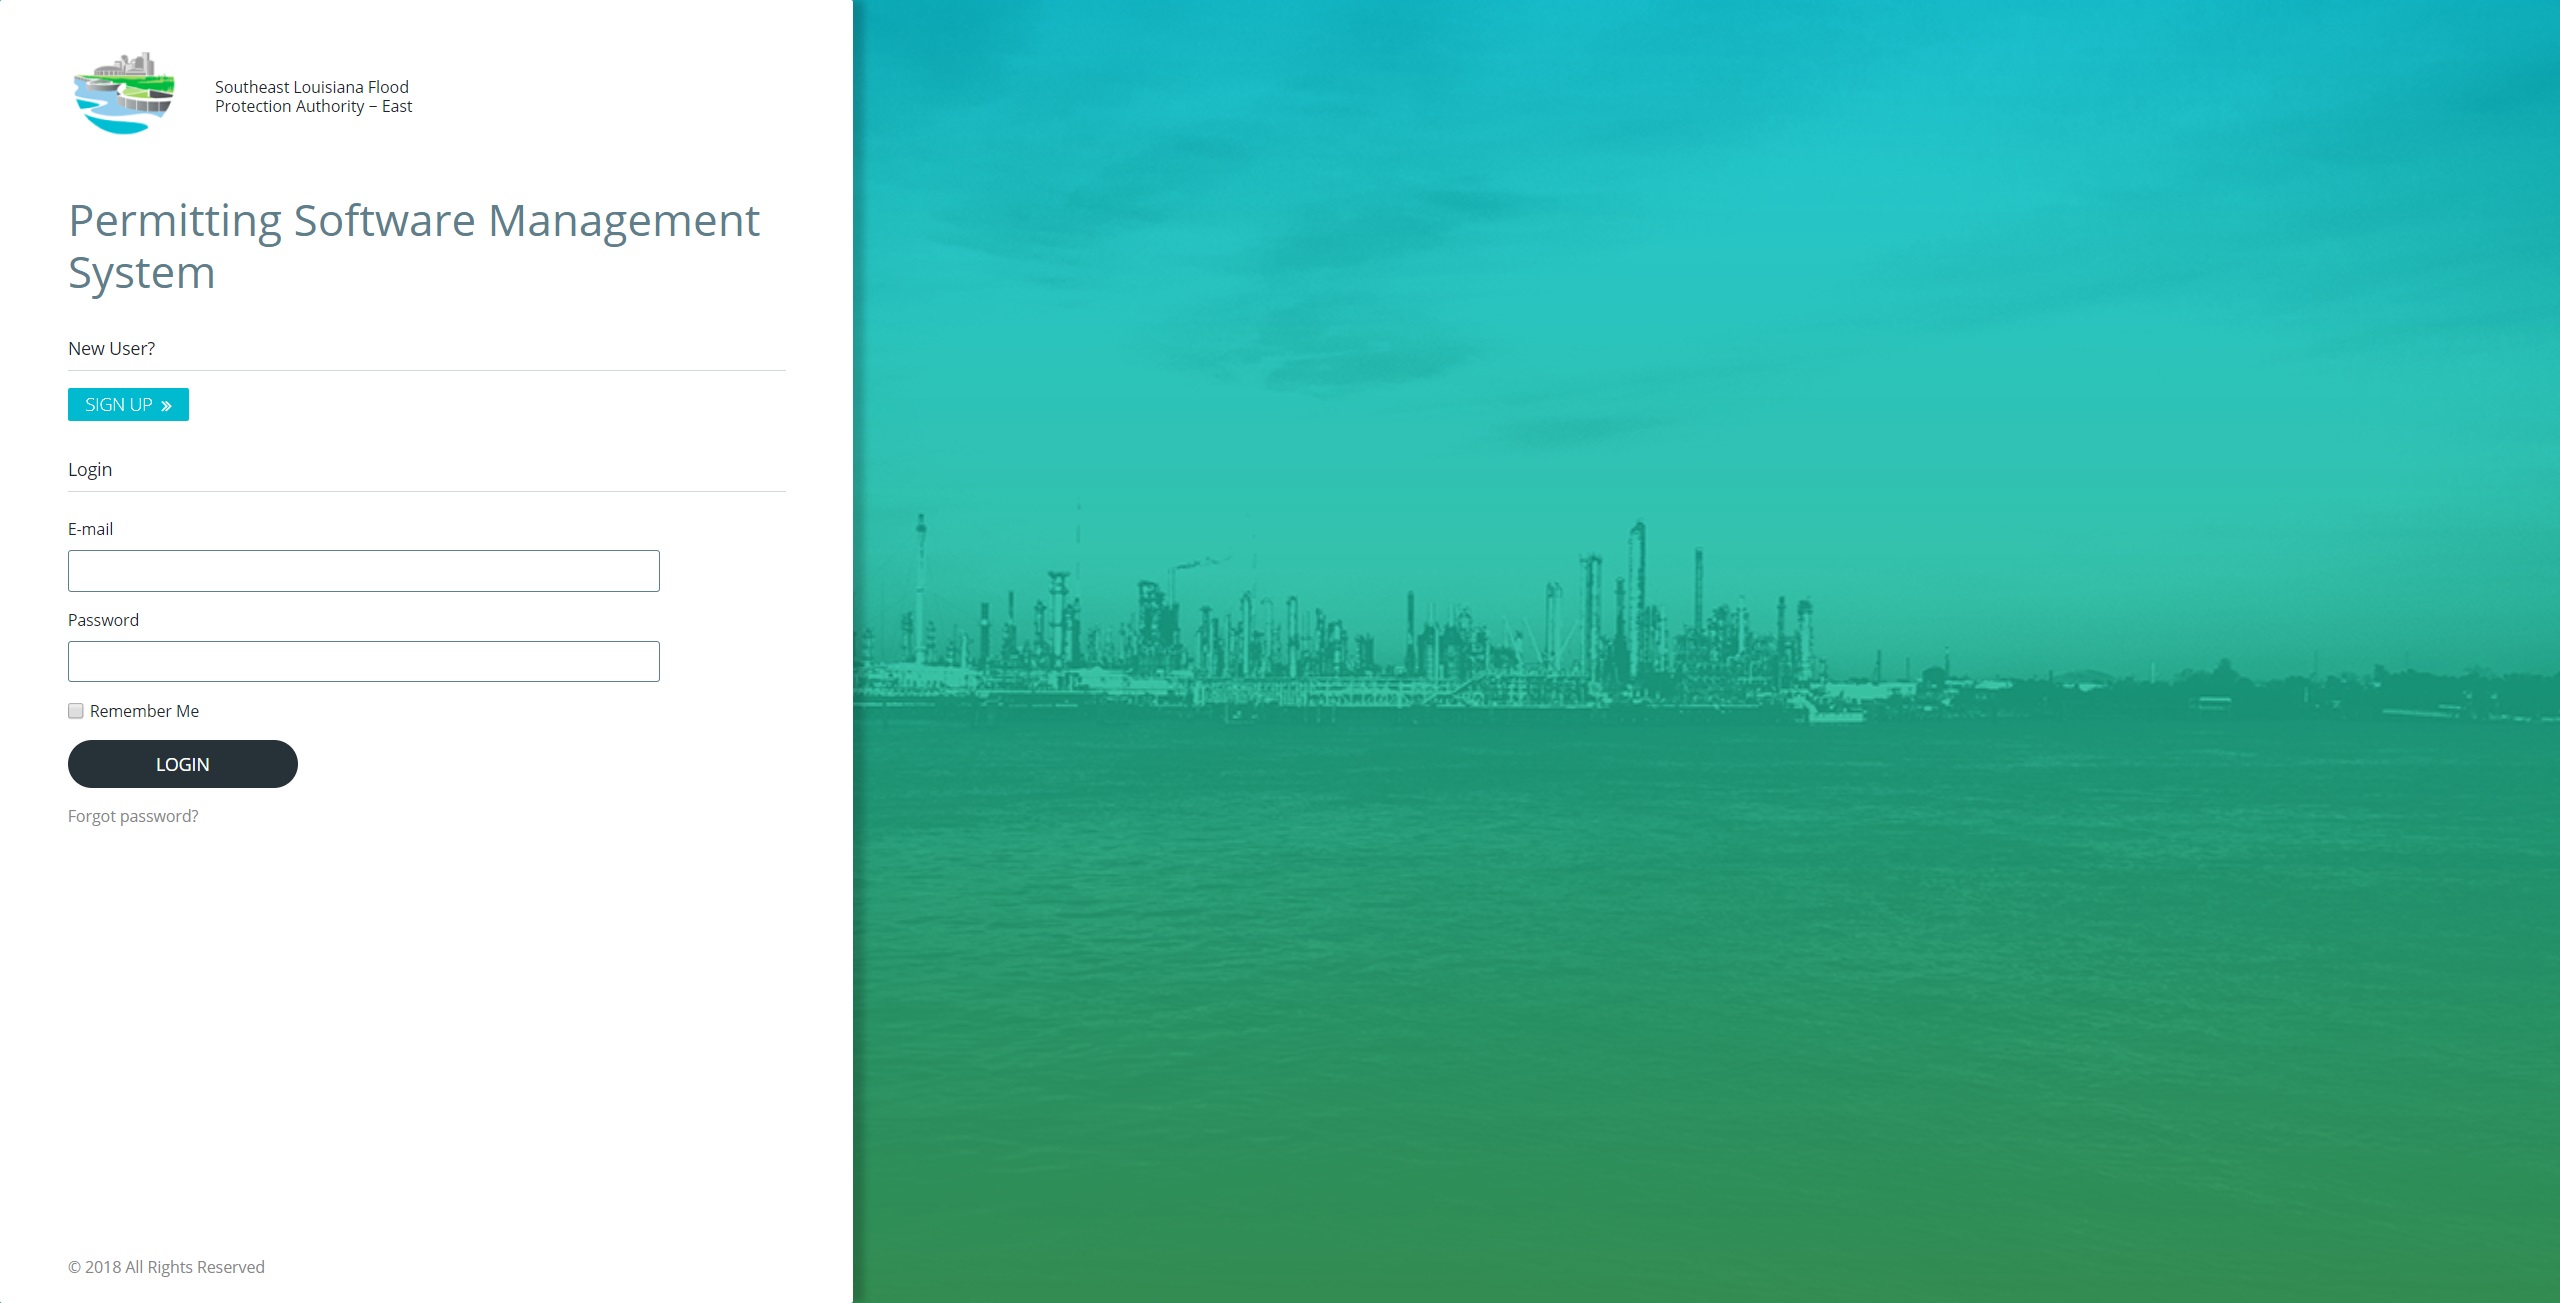 Southeast Louisiana Flood
Protection Authority – East
Permitting Software Management
System
New User?
SIGN UP »
Login
E-mail
Password
Remember Me
LOGIN
Forgot password?
© 2018 All Rights Reserved